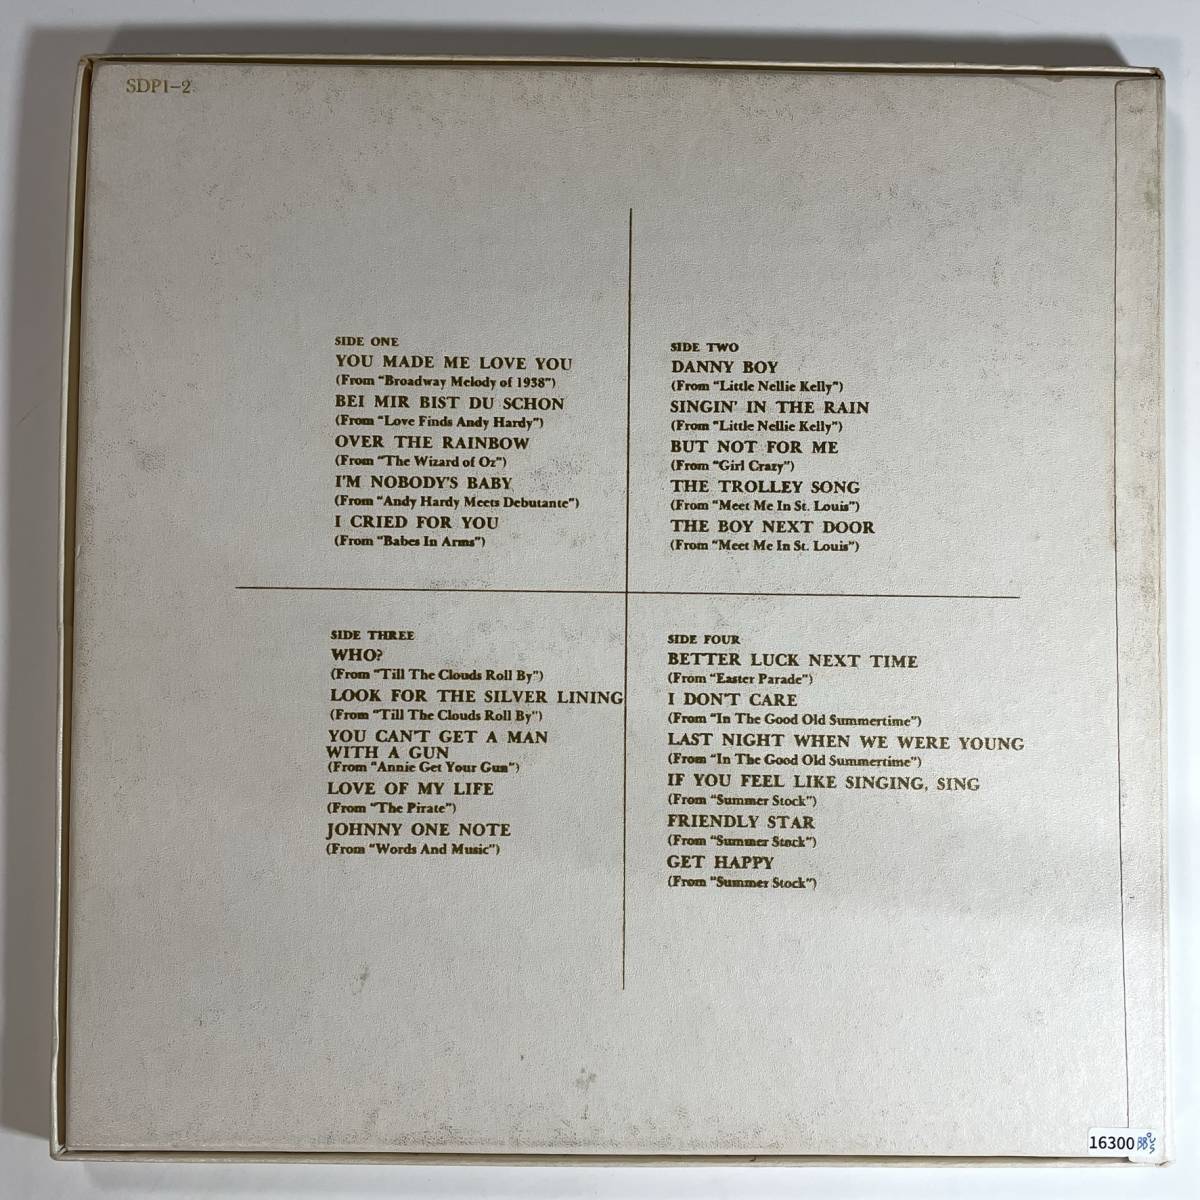 SDP1-2
SIDE ONE
YOU MADE ME LOVE YOU
(From "Broadway Melody of 1938")
BEI MIR BIST DU SCHON
(From "Love Finds Andy Hardy")
OVER THE RAINBOW
(From "The Wizard of Oz")
I'M NOBODY'S BABY
(From "Andy Hardy Meets Debutante")
I CRIED FOR YOU
(From "Babes In Arms")
SIDE TWO
DANNY BOY
(From "Little Nellie Kelly")
SINGIN' IN THE RAIN
(From "Little Nellie Kelly")
BUT NOT FOR ME
(From "Girl Crazy")
THE TROLLEY SONG
(From "Meet Me In St. Louis")
THE BOY NEXT DOOR
(From "Meet Me In St. Louis")
SIDE THREE
WHO?
(From "Till The Clouds Roll By")
LOOK FOR THE SILVER LINING
(From "Till The Clouds Roll By")
YOU CAN'T GET A MAN
WITH A GUN
(From "Annie Get Your Gun")
LOVE OF MY LIFE
(From "The Pirate")
JOHNNY ONE NOTE
(From "Words And Music")
SIDE FOUR
BETTER LUCK NEXT TIME
(From "Easter Parade")
I DON'T CARE
(From "In The Good Old Summertime")
LAST NIGHT WHEN WE WERE YOUNG
(From "In The Good Old Summertime")
IF YOU FEEL LIKE SINGING, SING
(From "Summer Stock")
FRIENDLY STAR
(From "Summer Stock")
GET HAPPY
(From "Summer Stock")
16300